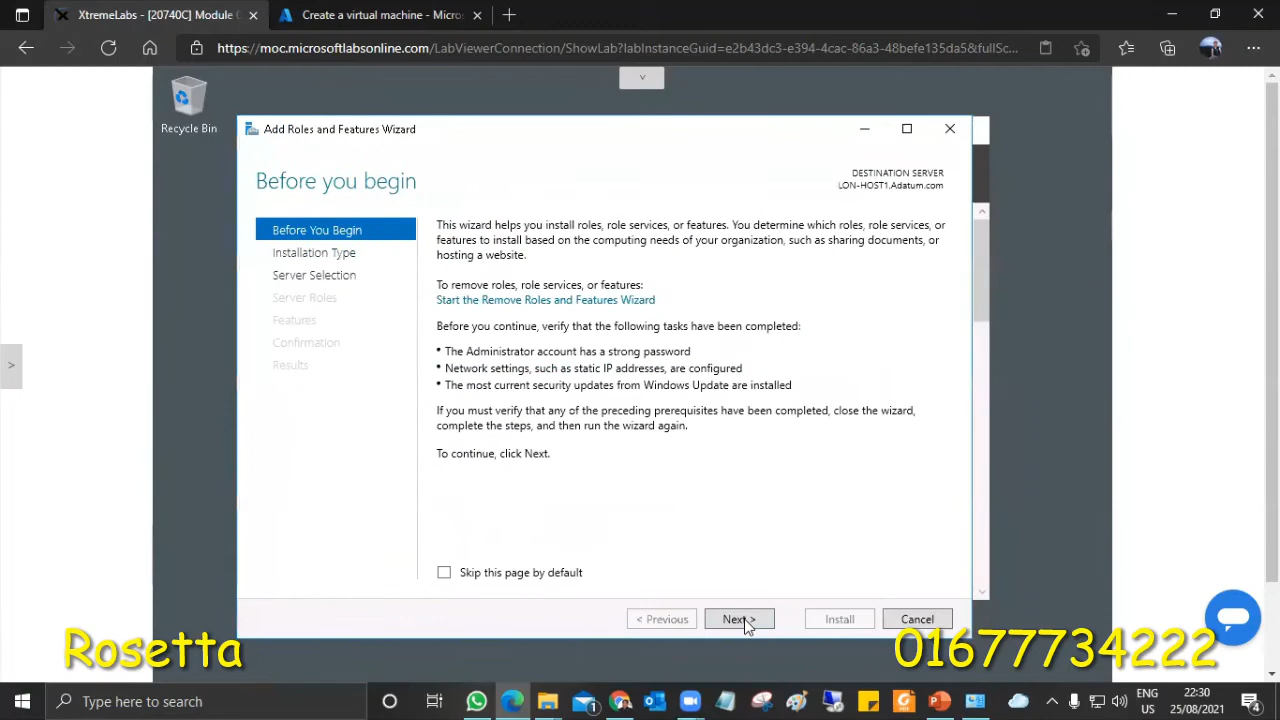 XtremeLabs - [20740C] Module (
Create a virtual machine - Micros
https://moc.microsoftlabsonline.com/LabViewerConnection/ShowLab?labInstanceGuid=e2b43dc3-e394-4cac-86a3-48befe135da5&fullSc...
Recycle Bin
Add Roles and Features Wizard
Before you begin
DESTINATION SERVER
LON-HOST1.Adatum.com
Before You Begin
Installation Type
Server Selection
Server Roles
Features
Confirmation
Results
This wizard helps you install roles, role services, or features. You determine which roles, role services, or
features to install based on the computing needs of your organization, such as sharing documents, or
hosting a website.
To remove roles, role services, or features:
Start the Remove Roles and Features Wizard
Before you continue, verify that the following tasks have been completed:
• The Administrator account has a strong password
• Network settings, such as static IP addresses, are configured
• The most current security updates from Windows Update are installed
If you must verify that any of the preceding prerequisites have been completed, close the wizard,
complete the steps, and then run the wizard again.
To continue, click Next.
Skip this page by default
< Previous
Next >
Install
Cancel
Rosetta
01677734222
Type here to search
1
ENG
US
22:30
25/08/2021
4